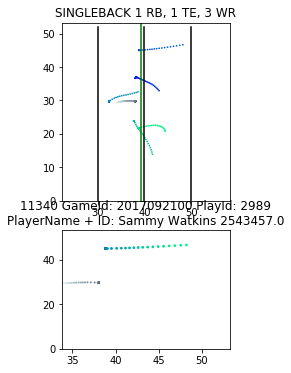 SINGLEBACK 1 RB, 1 TE, 3 WR
50
40
30
20
10
0
30 40 50
11340 GameId: 2017092100 PlayId: 2989
PlayerName + ID: Sammy Watkins 2543457.0
40
20
0
35 40 45 50